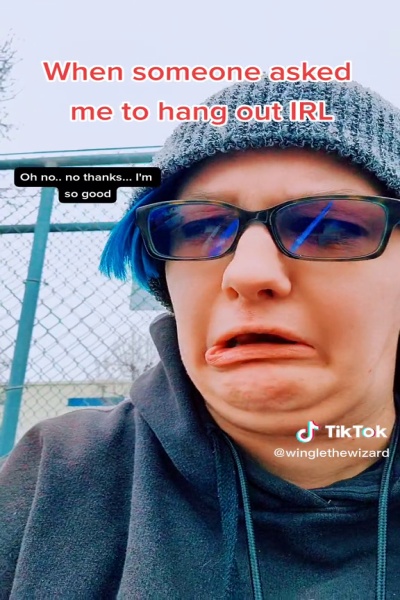 When someone asked
me to hang out IRL
Oh no.. no thanks... I'm
so good
TikTok
@winglethewizard